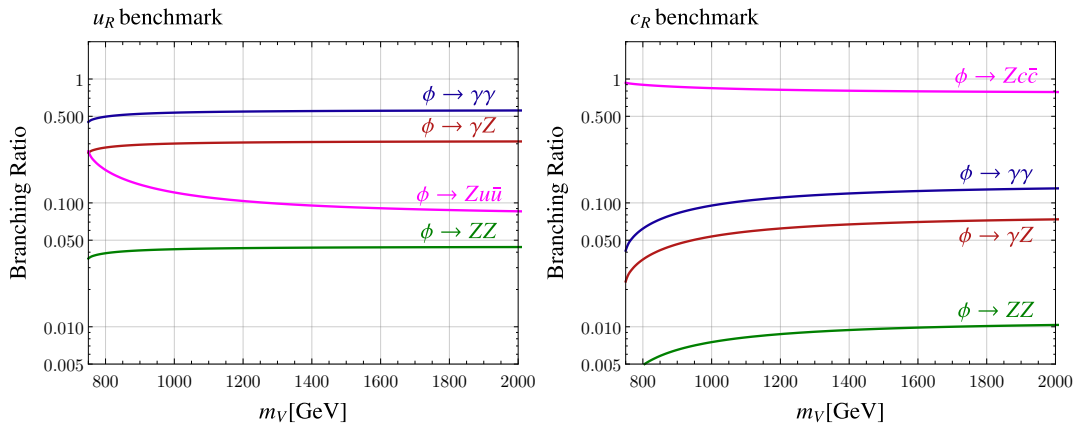 u_R benchmark
Branching Ratio
1
0.500
0.100
0.050
0.010
0.005
ϕ → γγ
ϕ → γZ
ϕ → Zuū
ϕ → ZZ
800 1000 1200 1400 1600 1800 2000
m_V[GeV]
c_R benchmark
Branching Ratio
1
0.500
0.100
0.050
0.010
0.005
ϕ → Zcc̄
ϕ → γγ
ϕ → γZ
ϕ → ZZ
800 1000 1200 1400 1600 1800 2000
m_V[GeV]